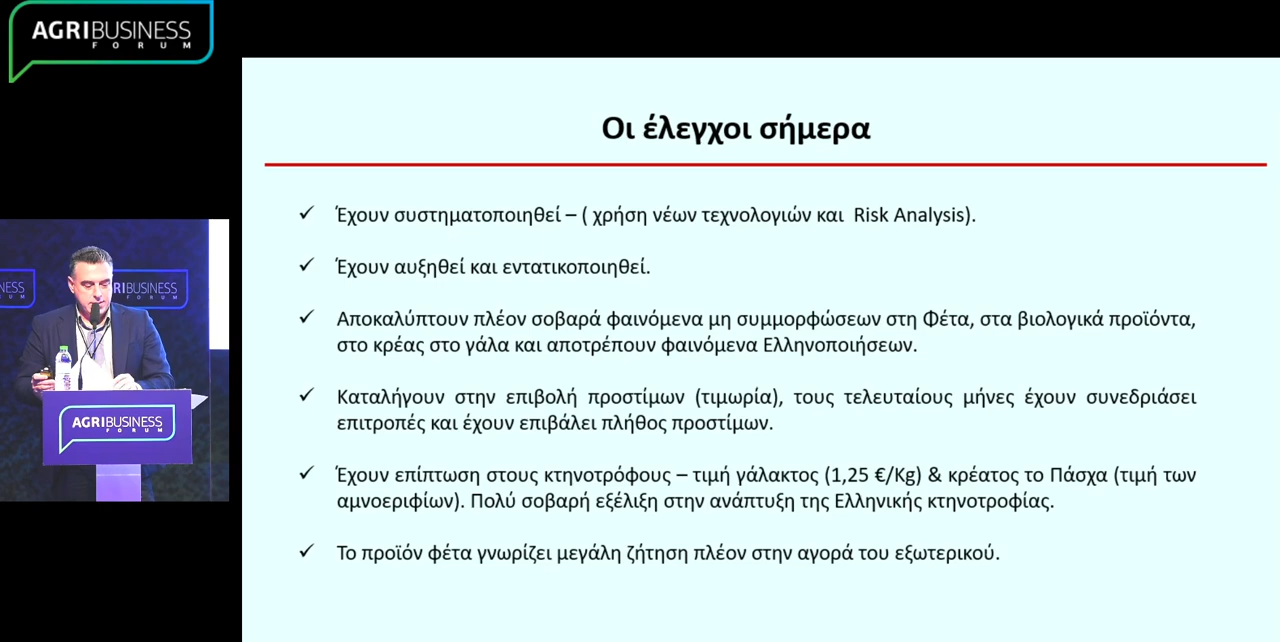 AGRIBUSINESS
FORUM
Οι έλεγχοι σήμερα
✓ Έχουν συστηματοποιηθεί – ( χρήση νέων τεχνολογιών και Risk Analysis).
✓ Έχουν αυξηθεί και εντατικοποιηθεί.
✓ Αποκαλύπτουν πλέον σοβαρά φαινόμενα μη συμμορφώσεων στη Φέτα, στα βιολογικά προϊόντα,
στο κρέας στο γάλα και αποτρέπουν φαινόμενα Ελληνοποιήσεων.
✓ Καταλήγουν στην επιβολή προστίμων (τιμωρία), τους τελευταίους μήνες έχουν συνεδριάσει
επιτροπές και έχουν επιβάλει πλήθος προστίμων.
✓ Έχουν επίπτωση στους κτηνοτρόφους – τιμή γάλακτος (1,25 €/Kg) & κρέατος το Πάσχα (τιμή των
αμνοεριφίων). Πολύ σοβαρή εξέλιξη στην ανάπτυξη της Ελληνικής κτηνοτροφίας.
✓ Το προϊόν φέτα γνωρίζει μεγάλη ζήτηση πλέον στην αγορά του εξωτερικού.
NESS
UM
RIBUSINESS
FORUM
AGRIBUSINESS
FORUM